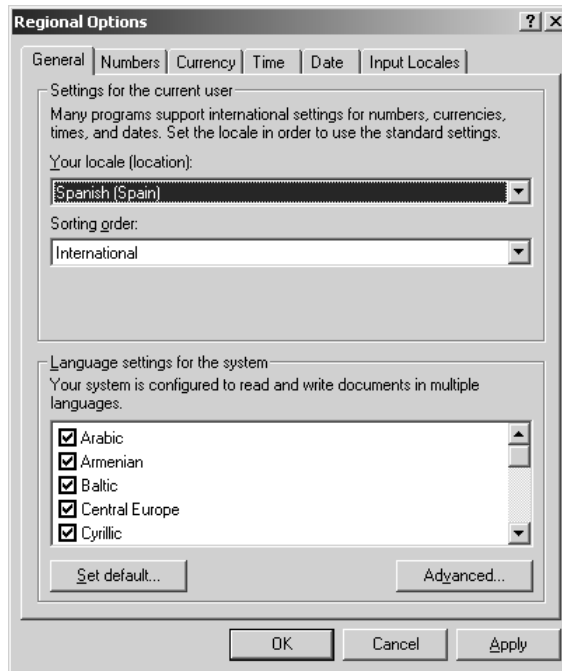 Regional Options
General Numbers Currency Time Date Input Locales
Settings for the current user
Many programs support international settings for numbers, currencies,
times, and dates. Set the locale in order to use the standard settings.
Your locale (location):
Spanish (Spain)
Sorting order:
International
Language settings for the system
Your system is configured to read and write documents in multiple
languages.
Arabic
Armenian
Baltic
Central Europe
Cyrillic
Set default... Advanced...
OK Cancel Apply